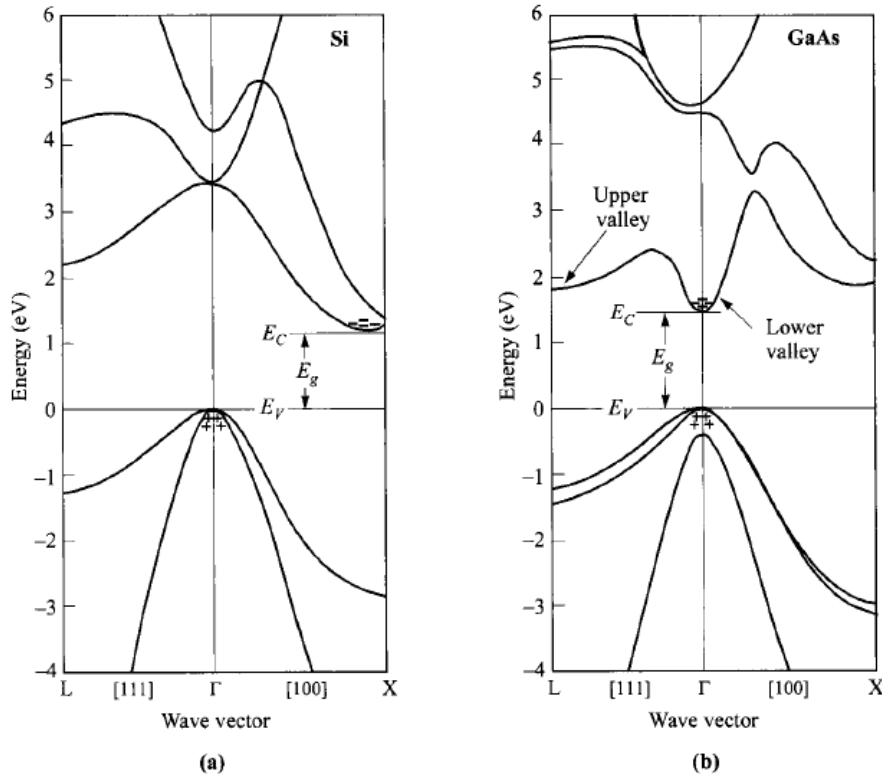 Si
6
5
4
3
2
1
0
−1
−2
−3
−4
Energy (eV)
E_C
E_g
E_V
L [111] Γ [100] X
Wave vector
(a)
GaAs
6
5
4
3
2
1
0
−1
−2
−3
−4
Energy (eV)
Upper
valley
Lower
valley
E_C
E_g
E_V
L [111] Γ [100] X
Wave vector
(b)